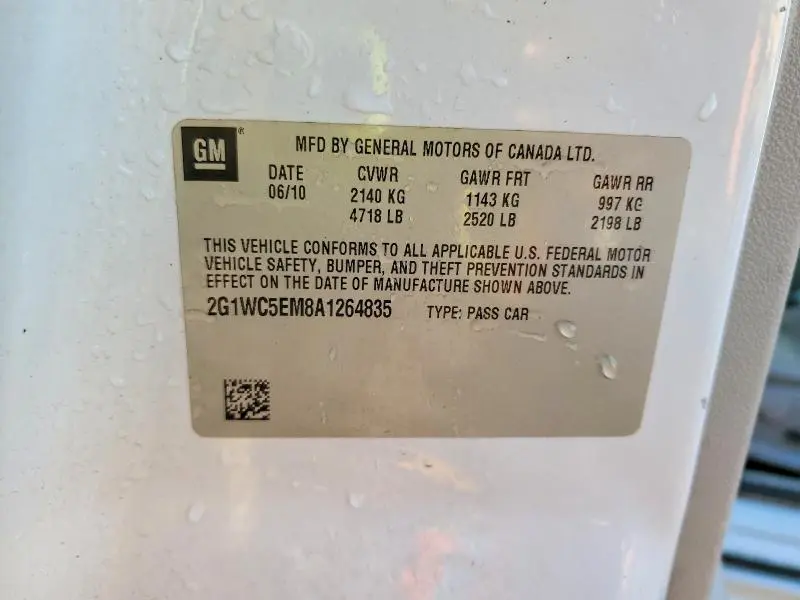 GM®
MFD BY GENERAL MOTORS OF CANADA LTD.
DATE CVWR GAWR FRT GAWR RR
06/10 2140 KG 1143 KG 997 KG
4718 LB 2520 LB 2198 LB
THIS VEHICLE CONFORMS TO ALL APPLICABLE U.S. FEDERAL MOTOR
VEHICLE SAFETY, BUMPER, AND THEFT PREVENTION STANDARDS IN
EFFECT ON THE DATE OF MANUFACTURE SHOWN ABOVE.
2G1WC5EM8A1264835 TYPE: PASS CAR